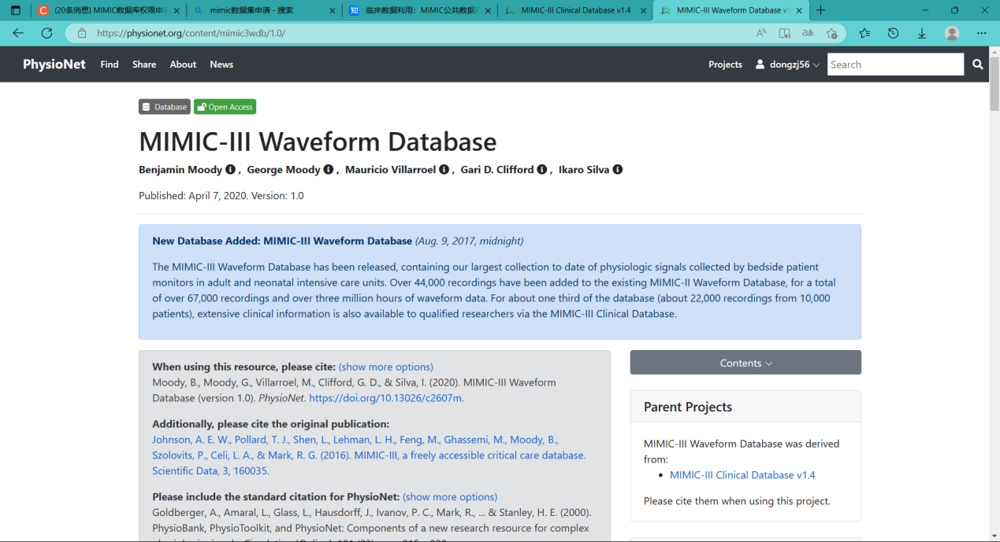 (20条消息) MIMIC数据库权限申
mimic数据集申请 - 搜索
临床数据利用：MIMIC公共数据
MIMIC-III Clinical Database v1.4
MIMIC-III Waveform Database v1
https://physionet.org/content/mimic3wdb/1.0/
PhysioNet Find Share About News Projects dongzj56 Search
Database Open Access
MIMIC-III Waveform Database
Benjamin Moody , George Moody , Mauricio Villarroel , Gari D. Clifford , Ikaro Silva
Published: April 7, 2020. Version: 1.0
New Database Added: MIMIC-III Waveform Database (Aug. 9, 2017, midnight)
The MIMIC-III Waveform Database has been released, containing our largest collection to date of physiologic signals collected by bedside patient
monitors in adult and neonatal intensive care units. Over 44,000 recordings have been added to the existing MIMIC-II Waveform Database, for a total
of over 67,000 recordings and over three million hours of waveform data. For about one third of the database (about 22,000 recordings from 10,000
patients), extensive clinical information is also available to qualified researchers via the MIMIC-III Clinical Database.
When using this resource, please cite: (show more options)
Moody, B., Moody, G., Villarroel, M., Clifford, G. D., & Silva, I. (2020). MIMIC-III Waveform
Database (version 1.0). PhysioNet. https://doi.org/10.13026/c2607m.
Additionally, please cite the original publication:
Johnson, A. E. W., Pollard, T. J., Shen, L., Lehman, L. H., Feng, M., Ghassemi, M., Moody, B.,
Szolovits, P., Celi, L. A., & Mark, R. G. (2016). MIMIC-III, a freely accessible critical care database.
Scientific Data, 3, 160035.
Please include the standard citation for PhysioNet: (show more options)
Goldberger, A., Amaral, L., Glass, L., Hausdorff, J., Ivanov, P. C., Mark, R., ... & Stanley, H. E. (2000).
PhysioBank, PhysioToolkit, and PhysioNet: Components of a new research resource for complex
Contents
Parent Projects
MIMIC-III Waveform Database was derived
from:
MIMIC-III Clinical Database v1.4
Please cite them when using this project.